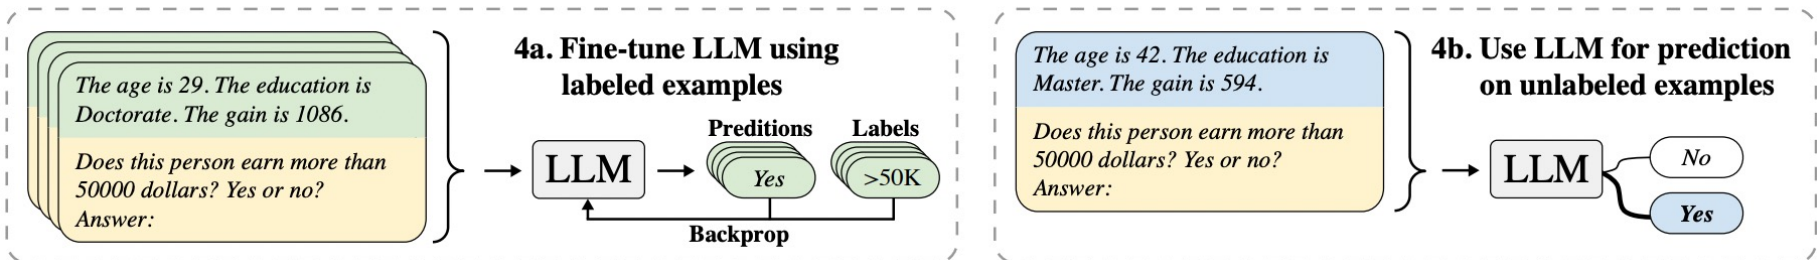 4a. Fine-tune LLM using
labeled examples
The age is 29. The education is
Doctorate. The gain is 1086.
Does this person earn more than
50000 dollars? Yes or no?
Answer:
LLM
Preditions
Yes
Labels
>50K
Backprop
4b. Use LLM for prediction
on unlabeled examples
The age is 42. The education is
Master. The gain is 594.
Does this person earn more than
50000 dollars? Yes or no?
Answer:
LLM
No
Yes